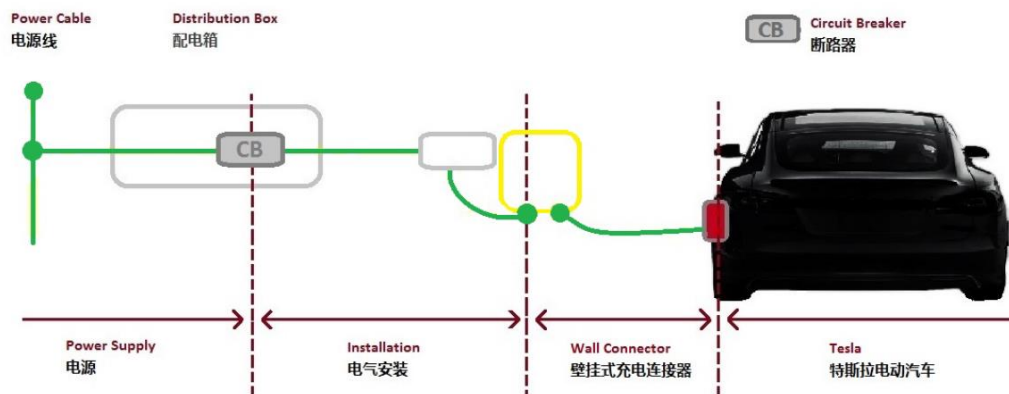 Power Cable
电源线
Distribution Box
配电箱
CB
Circuit Breaker
断路器
CB
Power Supply
电源
Installation
电气安装
Wall Connector
壁挂式充电连接器
Tesla
特斯拉电动汽车